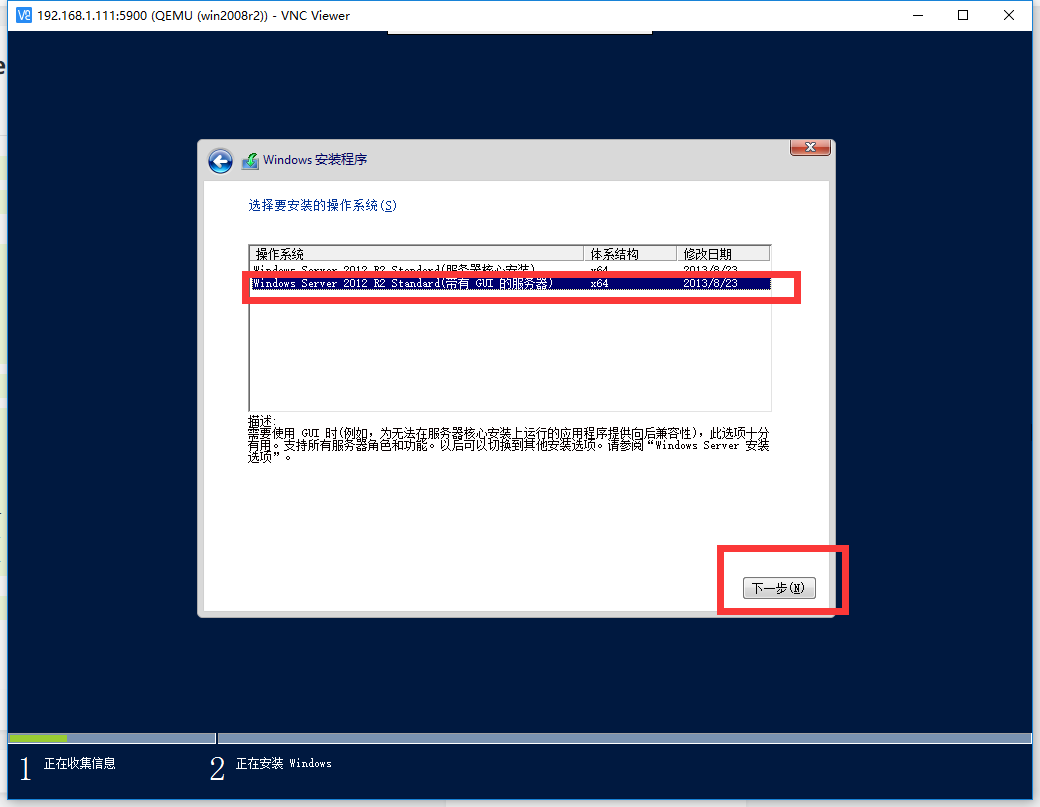 192.168.1.111:5900 (QEMU (win2008r2)) - VNC Viewer
Windows 安装程序
选择要安装的操作系统(S)
操作系统 体系结构 修改日期
Windows Server 2012 R2 Standard(服务器核心安装) x64 2013/8/23
Windows Server 2012 R2 Standard(带有 GUI 的服务器) x64 2013/8/23
描述:
需要使用 GUI 时(例如，为无法在服务器核心安装上运行的应用程序提供向后兼容性)，此选项十分
有用。支持所有服务器角色和功能。以后可以切换到其他安装选项。请参阅“Windows Server 安装
选项”。
下一步(N)
1 正在收集信息 2 正在安装 Windows